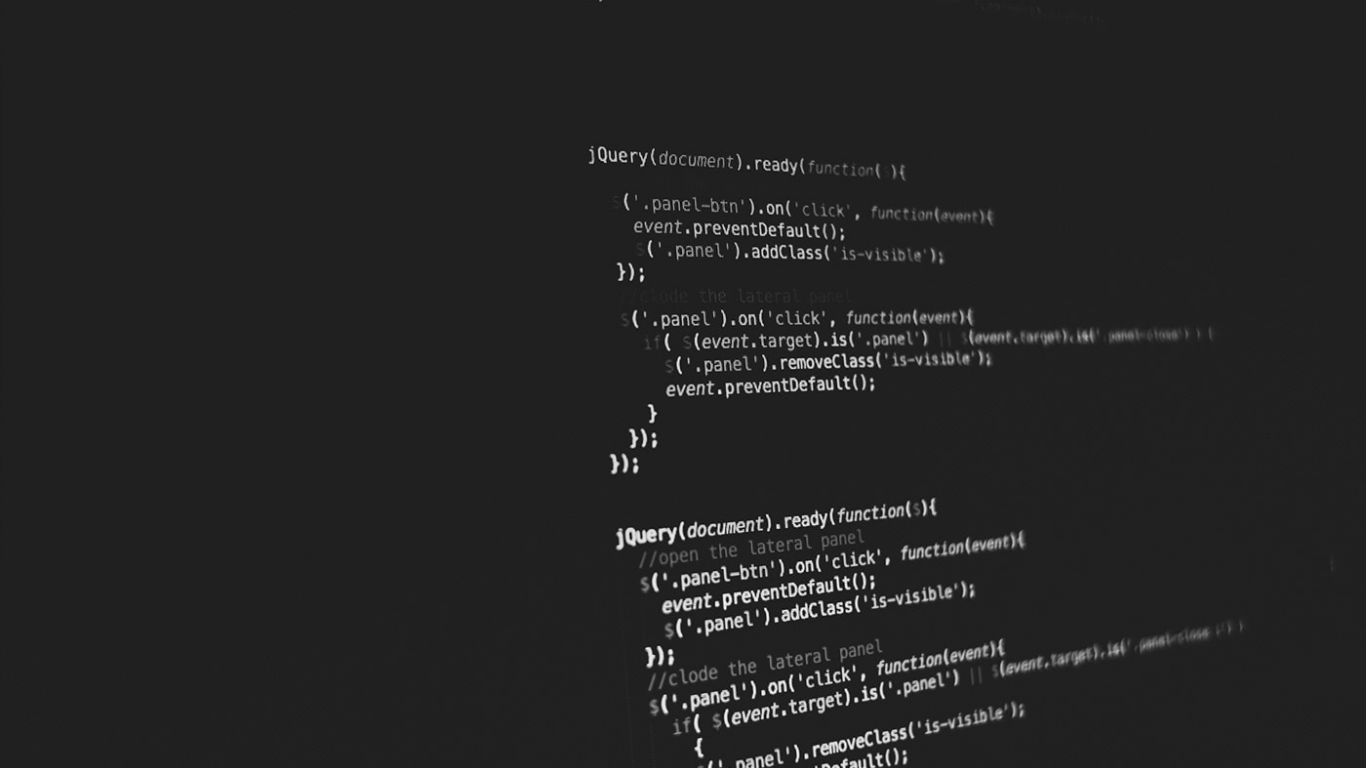 jQuery(document).ready(function($){
$('.panel-btn').on('click', function(event){
event.preventDefault();
$('.panel').addClass('is-visible');
});
//clode the lateral panel
$('.panel').on('click', function(event){
if( $(event.target).is('.panel') || $(event.target).is('.panel-close') ) {
$('.panel').removeClass('is-visible');
event.preventDefault();
}
});
});
jQuery(document).ready(function($){
//open the lateral panel
$('.panel-btn').on('click', function(event){
event.preventDefault();
$('.panel').addClass('is-visible');
});
//clode the lateral panel
$('.panel').on('click', function(event){
if( $(event.target).is('.panel') || $(event.target).is('.panel-close') )
{
$('.panel').removeClass('is-visible');